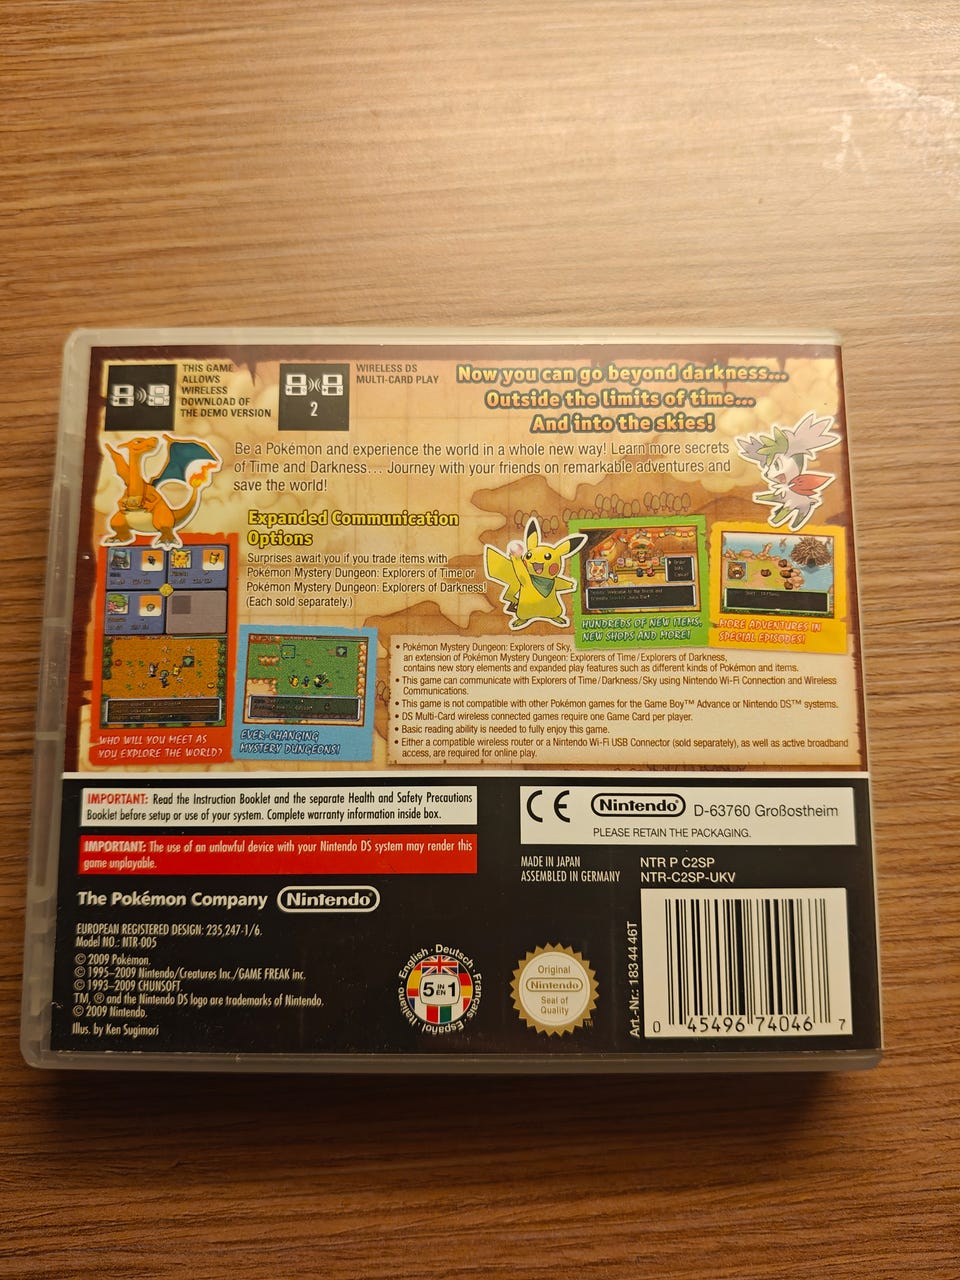 THIS GAME
ALLOWS
WIRELESS
DOWNLOAD OF
THE DEMO VERSION
2
WIRELESS DS
MULTI-CARD PLAY
Now you can go beyond darkness...
Outside the limits of time...
And into the skies!
Be a Pokémon and experience the world in a whole new way! Learn more secrets
of Time and Darkness... Journey with your friends on remarkable adventures and
save the world!
Expanded Communication
Options
Surprises await you if you trade items with
Pokémon Mystery Dungeon: Explorers of Time or
Pokémon Mystery Dungeon: Explorers of Darkness!
(Each sold separately.)
HUNDREDS OF NEW ITEMS,
NEW SHOPS AND MORE!
MORE ADVENTURES IN
SPECIAL EPISODES!
WHO WILL YOU MEET AS
YOU EXPLORE THE WORLD?
EVER-CHANGING
MYSTERY DUNGEONS!
• Pokémon Mystery Dungeon: Explorers of Sky,
an extension of Pokémon Mystery Dungeon: Explorers of Time/Explorers of Darkness,
contains new story elements and expanded play features such as different kinds of Pokémon and items.
• This game can communicate with Explorers of Time/Darkness/Sky using Nintendo Wi-Fi Connection and Wireless
Communications.
• This game is not compatible with other Pokémon games for the Game Boy™ Advance or Nintendo DS™ systems.
• DS Multi-Card wireless connected games require one Game Card per player.
• Basic reading ability is needed to fully enjoy this game.
• Either a compatible wireless router or a Nintendo Wi-Fi USB Connector (sold separately), as well as active broadband
access, are required for online play.
IMPORTANT: Read the Instruction Booklet and the separate Health and Safety Precautions
Booklet before setup or use of your system. Complete warranty information inside box.
IMPORTANT: The use of an unlawful device with your Nintendo DS system may render this
game unplayable.
CE Nintendo D-63760 Großostheim
PLEASE RETAIN THE PACKAGING.
MADE IN JAPAN
ASSEMBLED IN GERMANY
NTR P C2SP
NTR-C2SP-UKV
The Pokémon Company Nintendo
EUROPEAN REGISTERED DESIGN: 235,247-1/6.
Model NO.: NTR-005
© 2009 Pokémon.
© 1995–2009 Nintendo/Creatures Inc./GAME FREAK inc.
© 1993–2009 CHUNSOFT.
TM, ® and the Nintendo DS logo are trademarks of Nintendo.
© 2009 Nintendo.
Illus. by Ken Sugimori
English · Deutsch · Français · Español · Italiano
5 IN EN 1
Original
Nintendo
Seal of
Quality
TM
Art.-Nr.: 1834446T
0 45496 74046 7